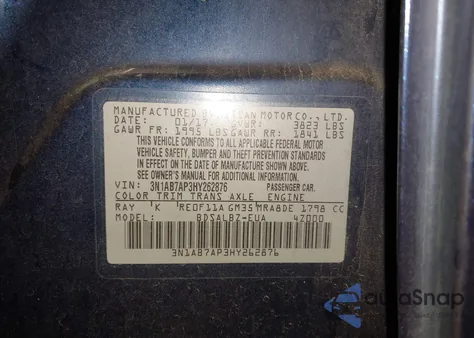 MANUFACTURED BY NISSAN MOTOR CO., LTD.
DATE: 01/17 GVWR: 3823 LBS
GAWR FR: 1995 LBS GAWR RR: 1841 LBS
THIS VEHICLE CONFORMS TO ALL APPLICABLE FEDERAL MOTOR
VEHICLE SAFETY, BUMPER AND THEFT PREVENTION STANDARDS
IN EFFECT ON THE DATE OF MANUFACTURE SHOWN ABOVE.
SEE OWNER'S MANUAL FOR ADDITIONAL INFORMATION.
VIN: 3N1AB7AP3HY262876 PASSENGER CAR.
COLOR TRIM TRANS AXLE ENGINE
RAY 'K RE0F11A GM35 MRA8DE 1798 CC
MODEL: BDSALBZ-EUA 4Z000
3N1AB7AP3HY262876
autoSnap